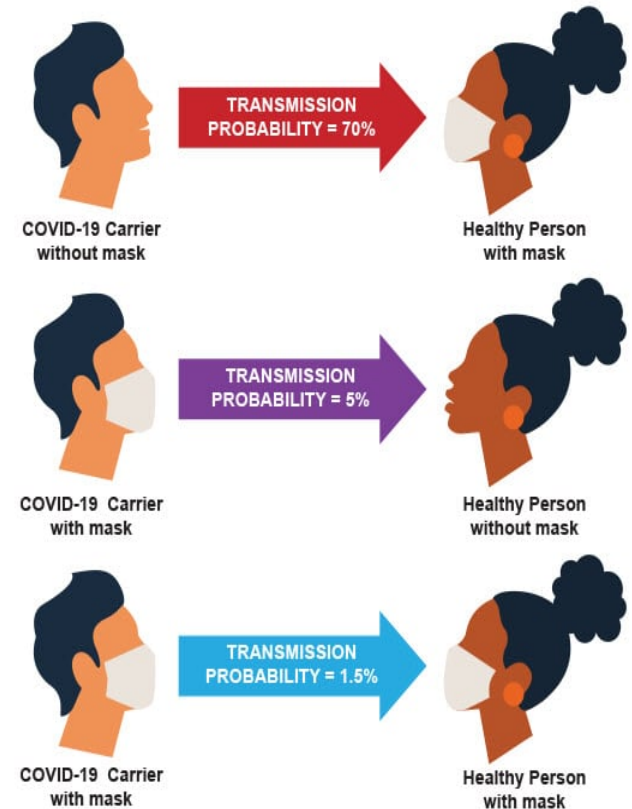 TRANSMISSION
PROBABILITY = 70%
COVID-19 Carrier
without mask
Healthy Person
with mask
TRANSMISSION
PROBABILITY = 5%
COVID-19 Carrier
with mask
Healthy Person
without mask
TRANSMISSION
PROBABILITY = 1.5%
COVID-19 Carrier
with mask
Healthy Person
with mask